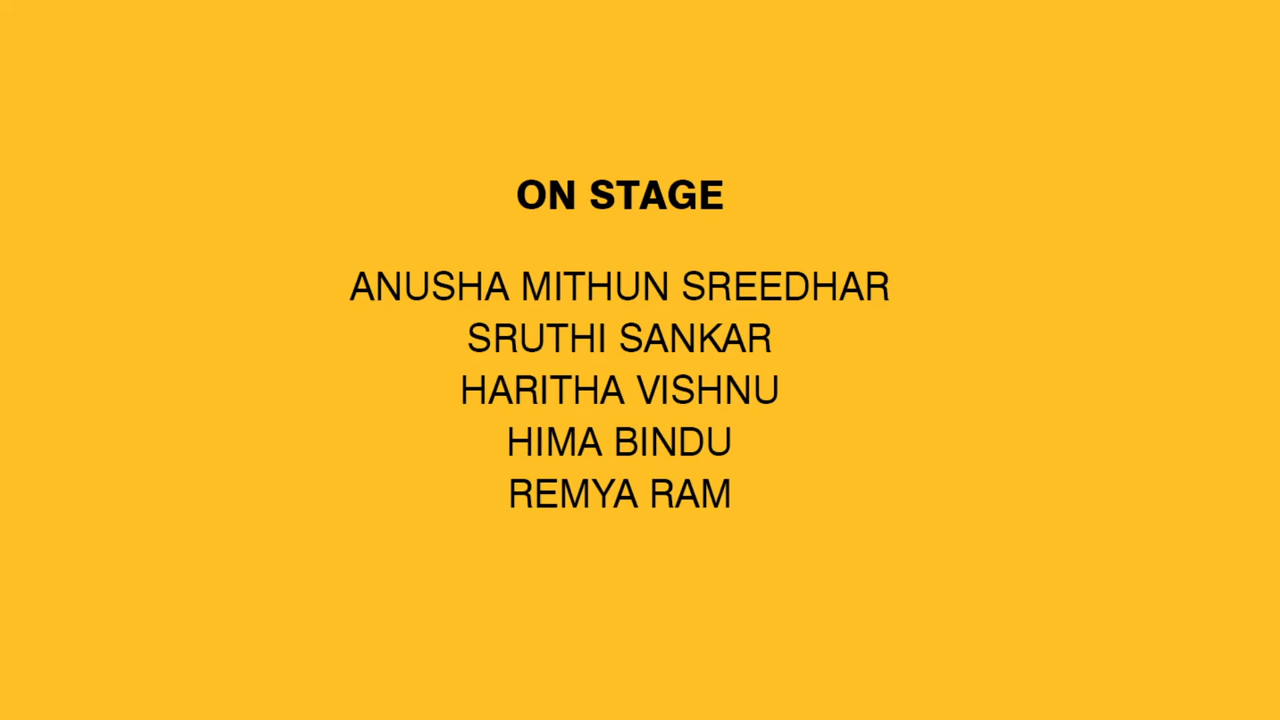 ON STAGE
ANUSHA MITHUN SREEDHAR
SRUTHI SANKAR
HARITHA VISHNU
HIMA BINDU
REMYA RAM